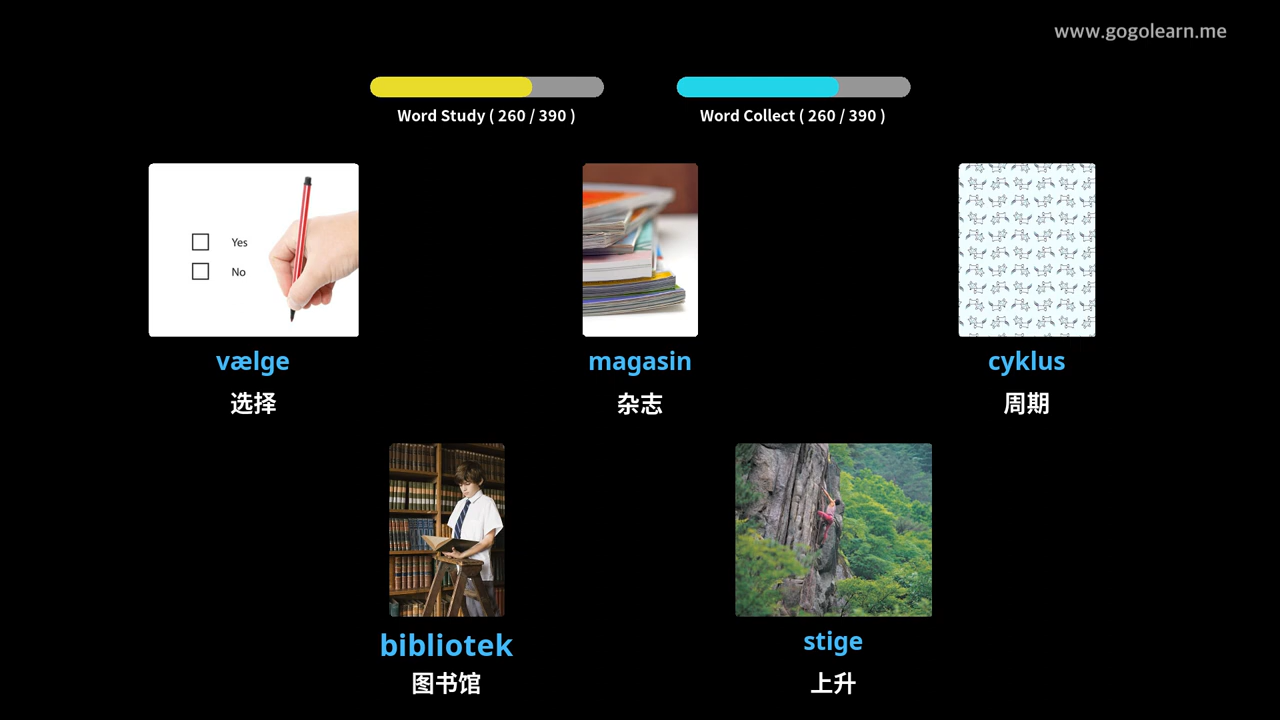 www.gogolearn.me
Word Study ( 260 / 390 )
Word Collect ( 260 / 390 )
Yes
No
vælge
选择
magasin
杂志
cyklus
周期
bibliotek
图书馆
stige
上升